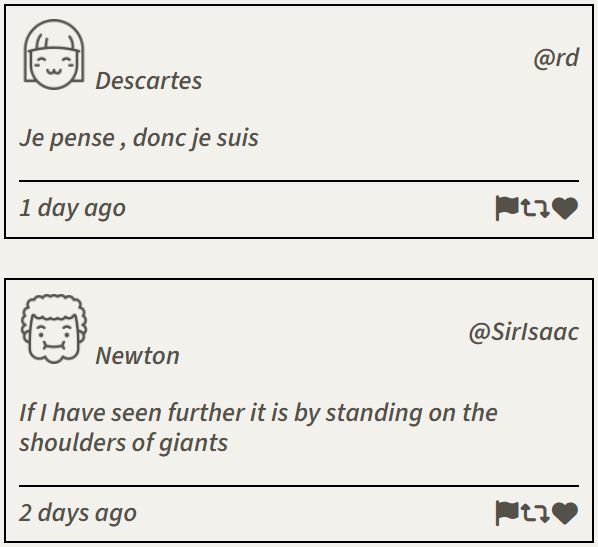 @rd
Descartes
Je pense , donc je suis
1 day ago
@SirIsaac
Newton
If I have seen further it is by standing on the
shoulders of giants
2 days ago